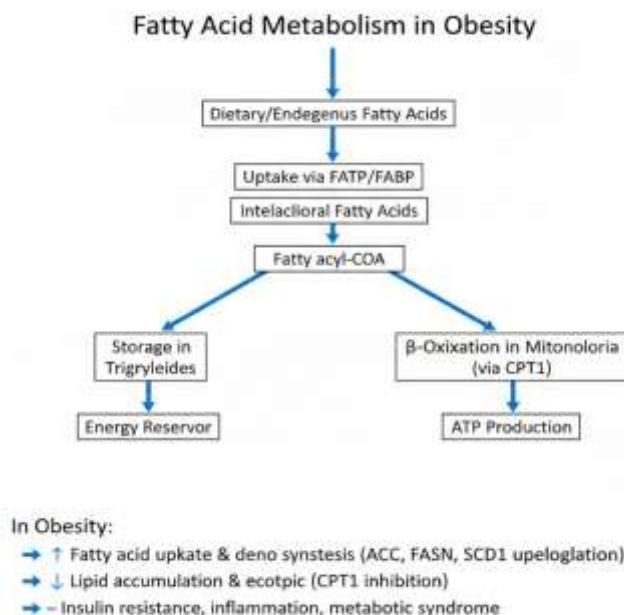 Fatty Acid Metabolism in Obesity
Dietary/Endegenus Fatty Acids
Uptake via FATP/FABP
Intelaclioral Fatty Acids
Fatty acyl-COA
Storage in
Trigryleides
β-Oxixation in Mitonoloria
(via CPT1)
Energy Reservor
ATP Production
In Obesity:
➔ ↑ Fatty acid upkate & deno synstesis (ACC, FASN, SCD1 upeloglation)
➔ ↓ Lipid accumulation & ecotpic (CPT1 inhibition)
➔ – Insulin resistance, inflammation, metabotic syndrome